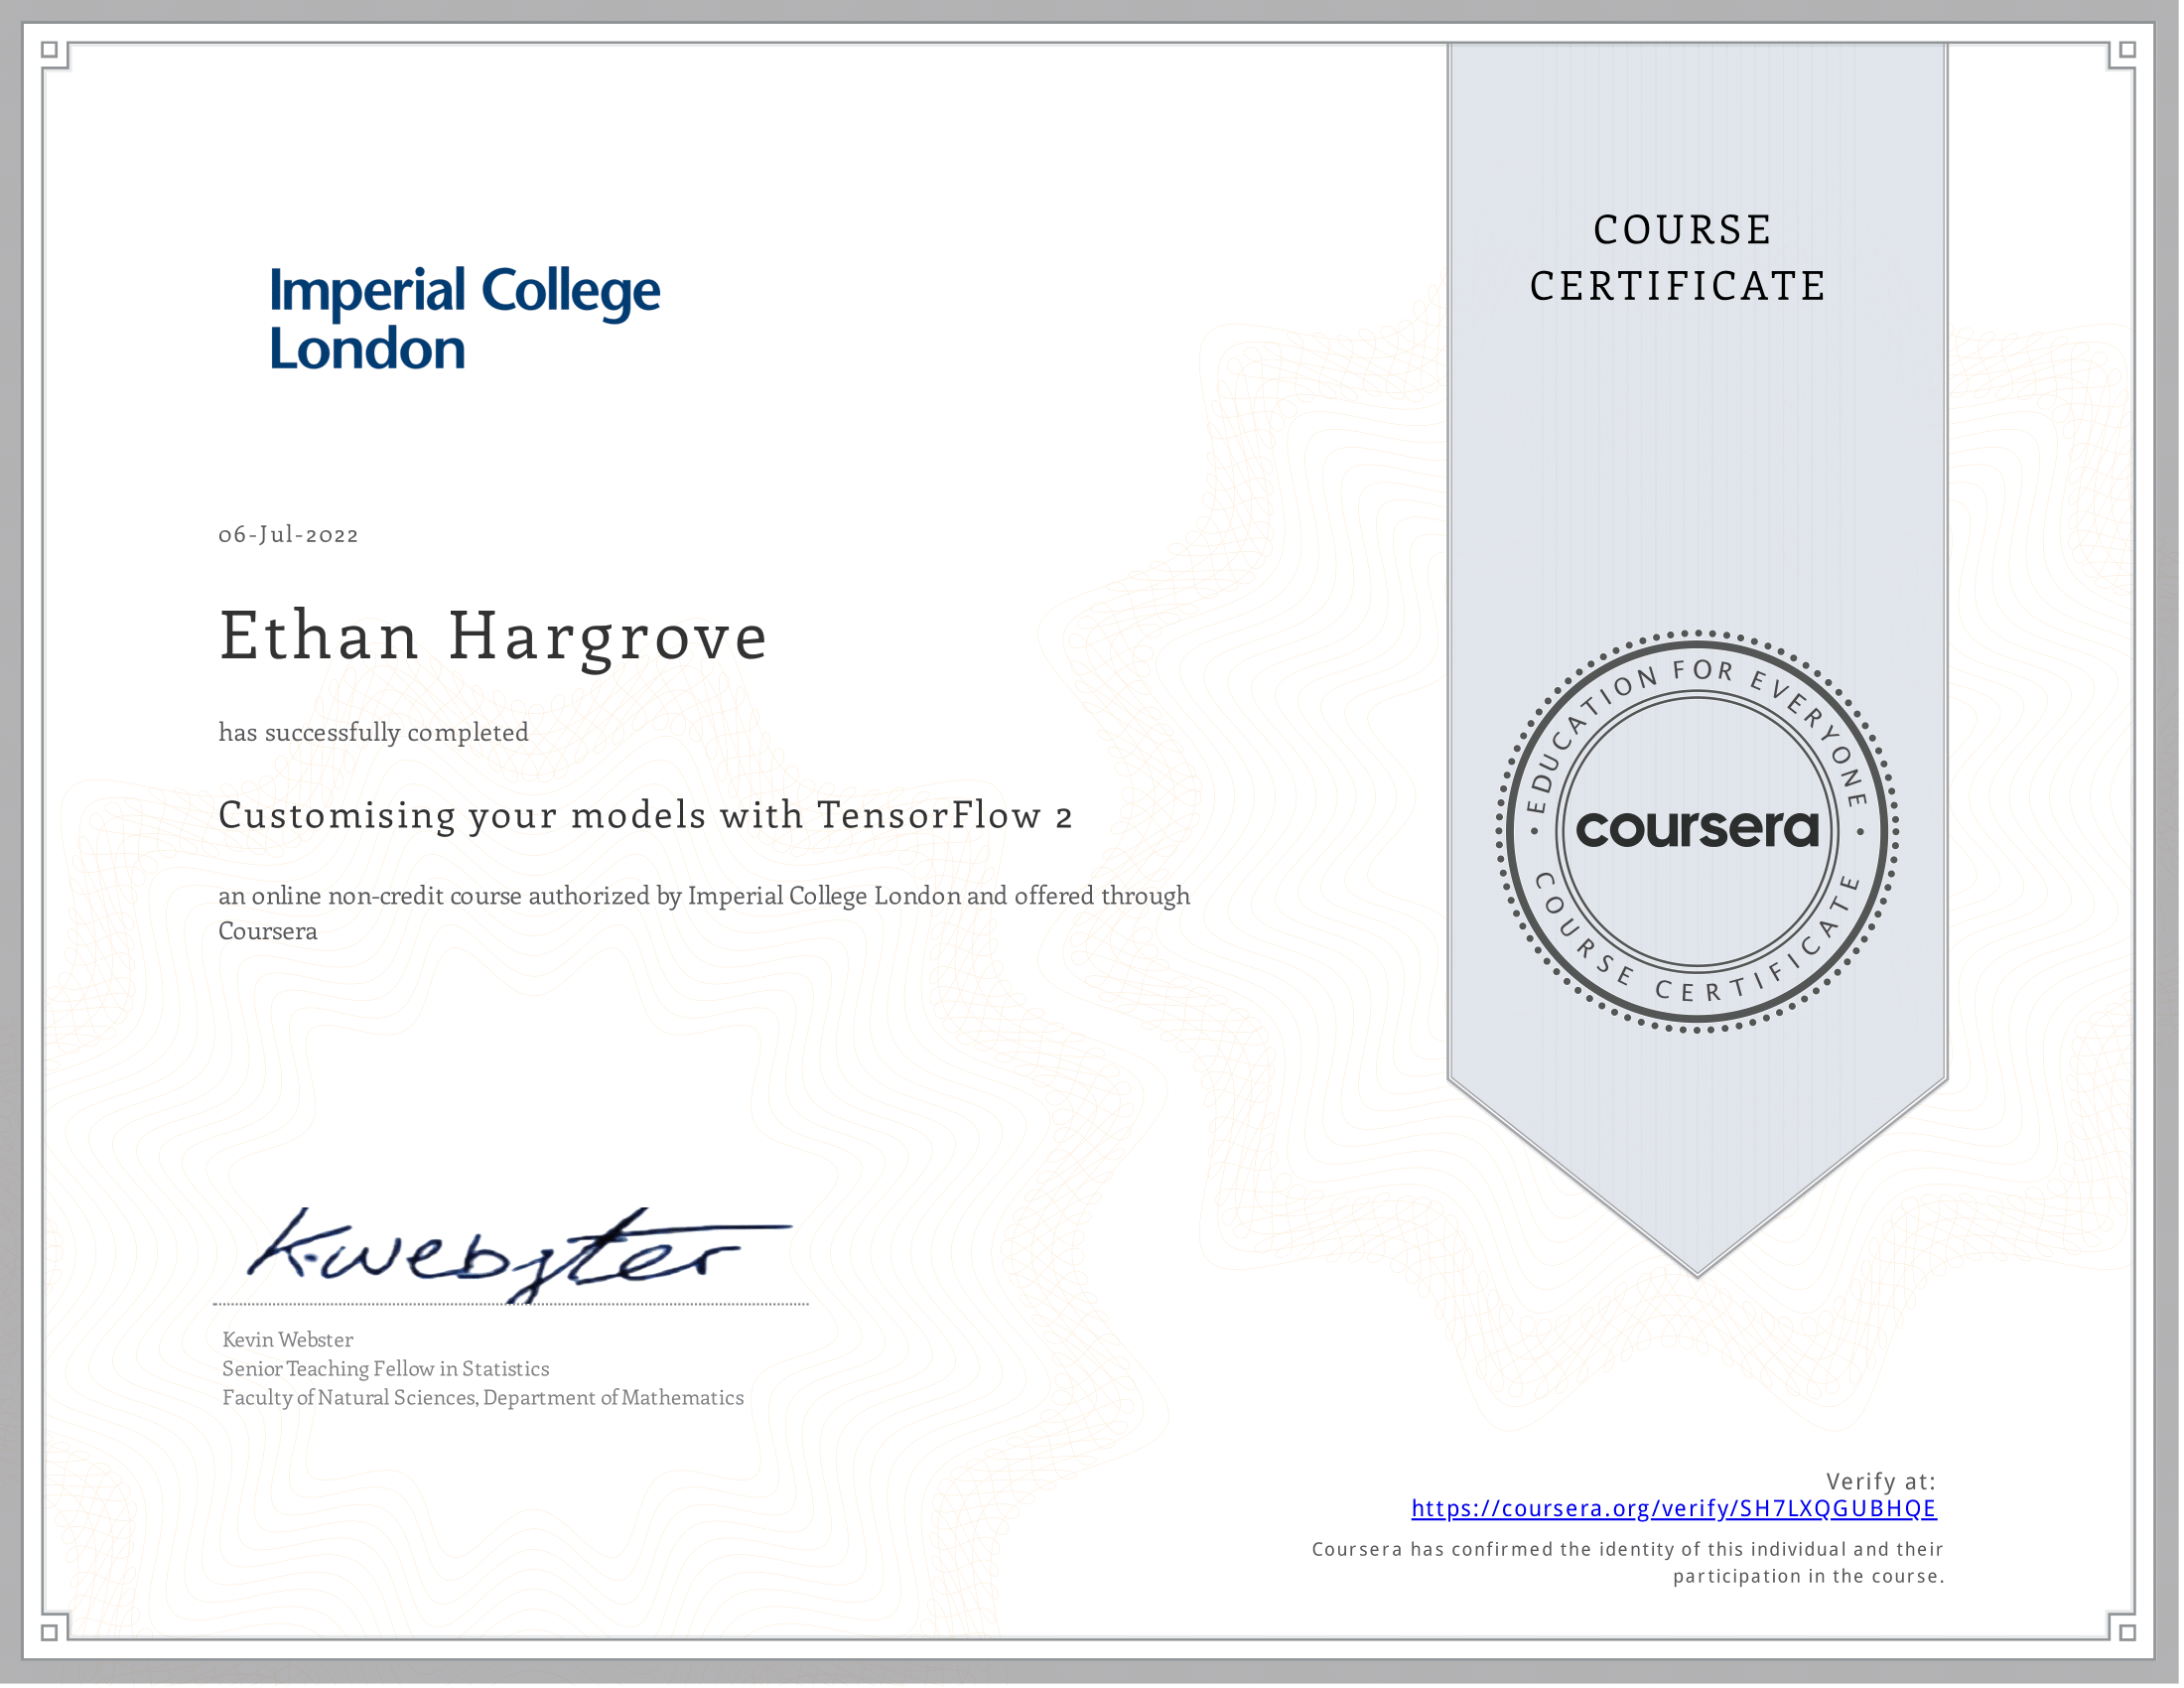 Imperial College
London
COURSE
CERTIFICATE
06-Jul-2022
Ethan Hargrove
has successfully completed
Customising your models with TensorFlow 2
an online non-credit course authorized by Imperial College London and offered through
Coursera
EDUCATION FOR EVERYONE
coursera
COURSE CERTIFICATE
K.webster
Kevin Webster
Senior Teaching Fellow in Statistics
Faculty of Natural Sciences, Department of Mathematics
Verify at:
https://coursera.org/verify/SH7LXQGUBHQE
Coursera has confirmed the identity of this individual and their
participation in the course.